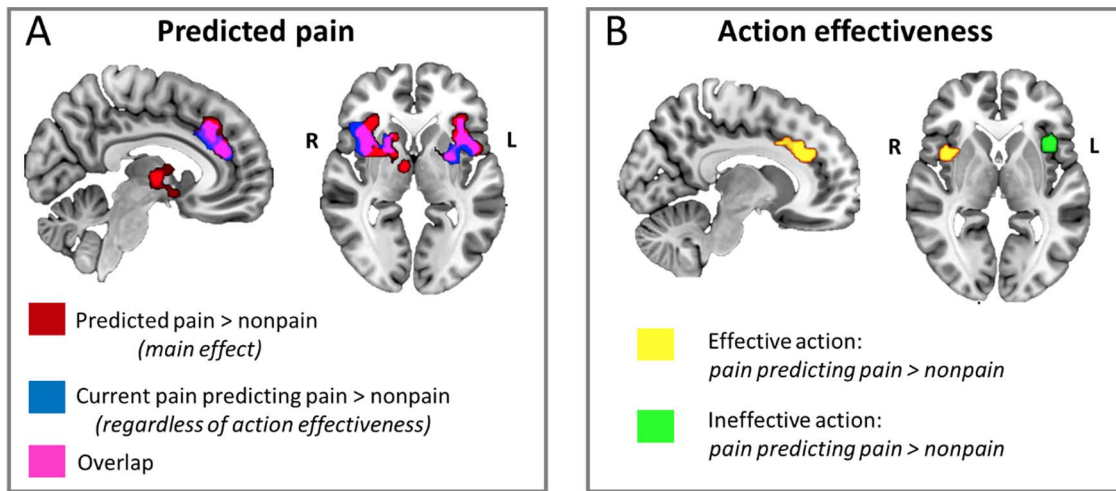 A
Predicted pain
R
L
Predicted pain > nonpain
(main effect)
Current pain predicting pain > nonpain
(regardless of action effectiveness)
Overlap
B
Action effectiveness
R
L
Effective action:
pain predicting pain > nonpain
Ineffective action:
pain predicting pain > nonpain